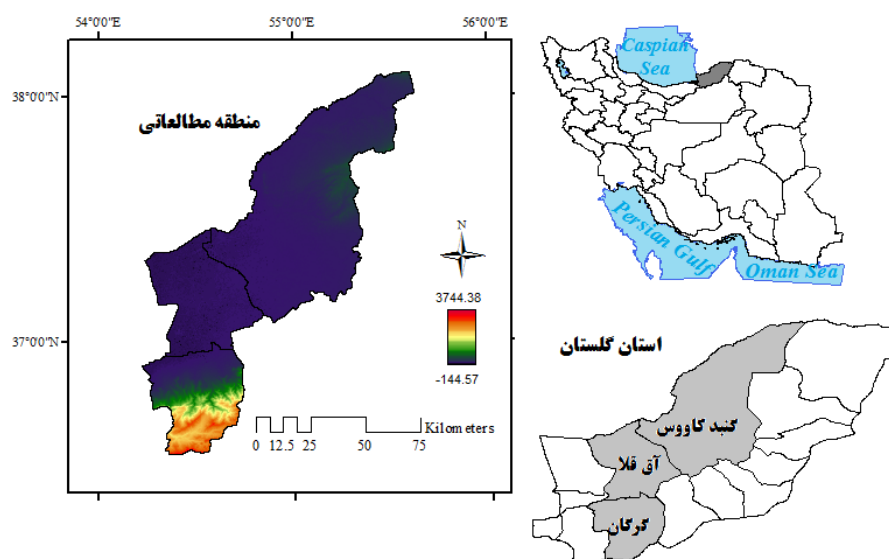 54°0'0"E
55°0'0"E
56°0'0"E
38°0'0"N
37°0'0"N
منطقه مطالعاتی
N
3744.38
-144.57
Kilometers
0 12.5 25 50 75
Caspian
Sea
Persian Gulf
Oman Sea
استان گلستان
گنبد کاووس
آق قلا
گرگان